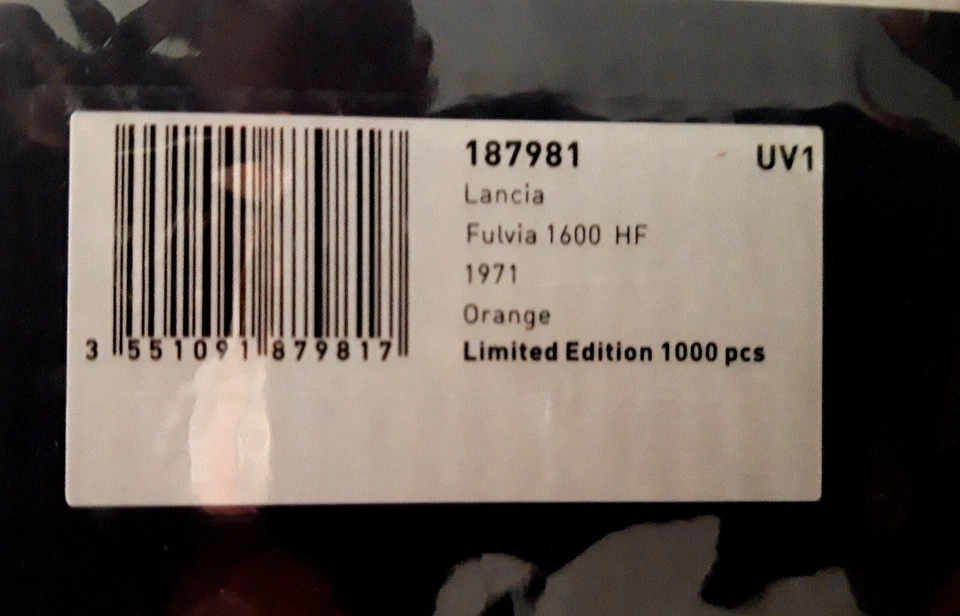 187981 UV1
Lancia
Fulvia 1600 HF
1971
Orange
Limited Edition 1000 pcs
3 551091 879817